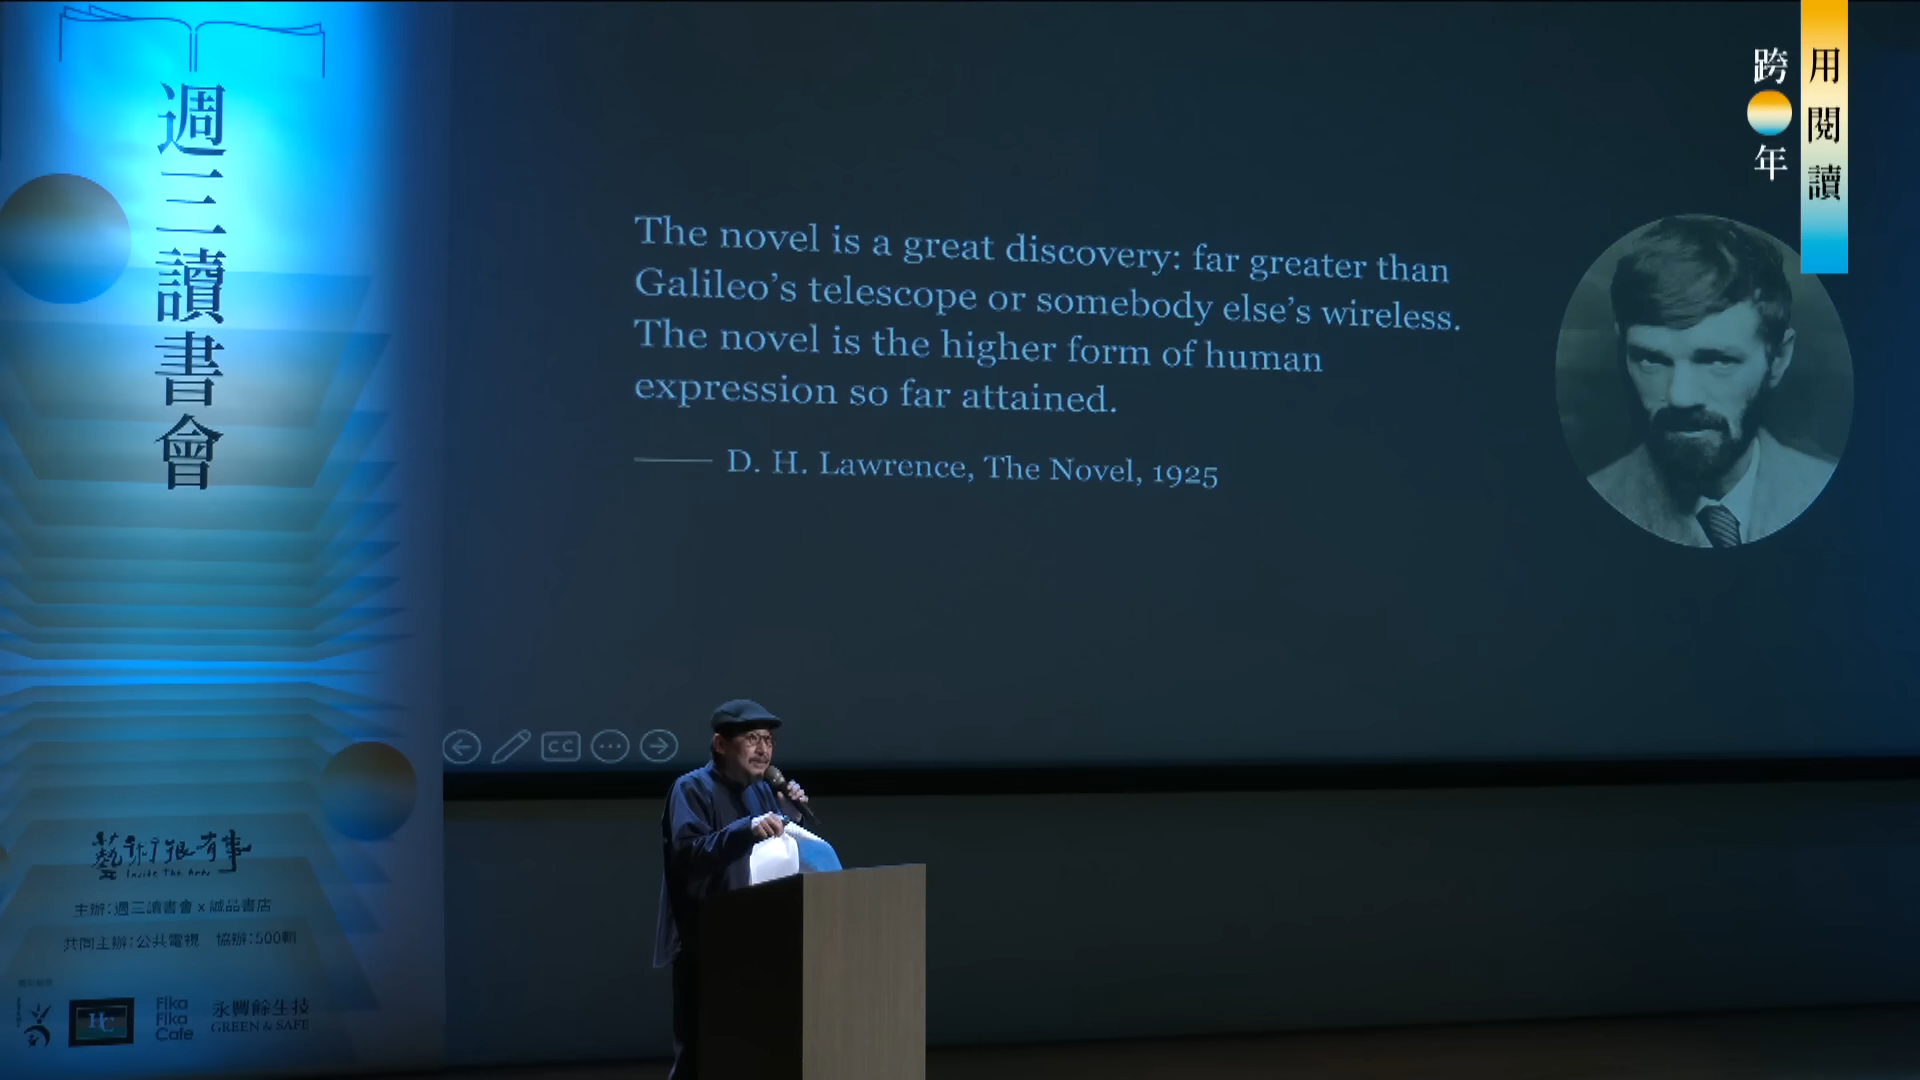 週三讀書會
藝術很有事
Inside The Arts
主辦：週三讀書會 x 誠品書店
共同主辦：公共電視 協辦：500輯
HC
Fika
Fika
Cafe
永豐餘生技
GREEN & SAFE
The novel is a great discovery: far greater than
Galileo’s telescope or somebody else’s wireless.
The novel is the higher form of human
expression so far attained.
—— D. H. Lawrence, The Novel, 1925
CC
用閱讀
跨年